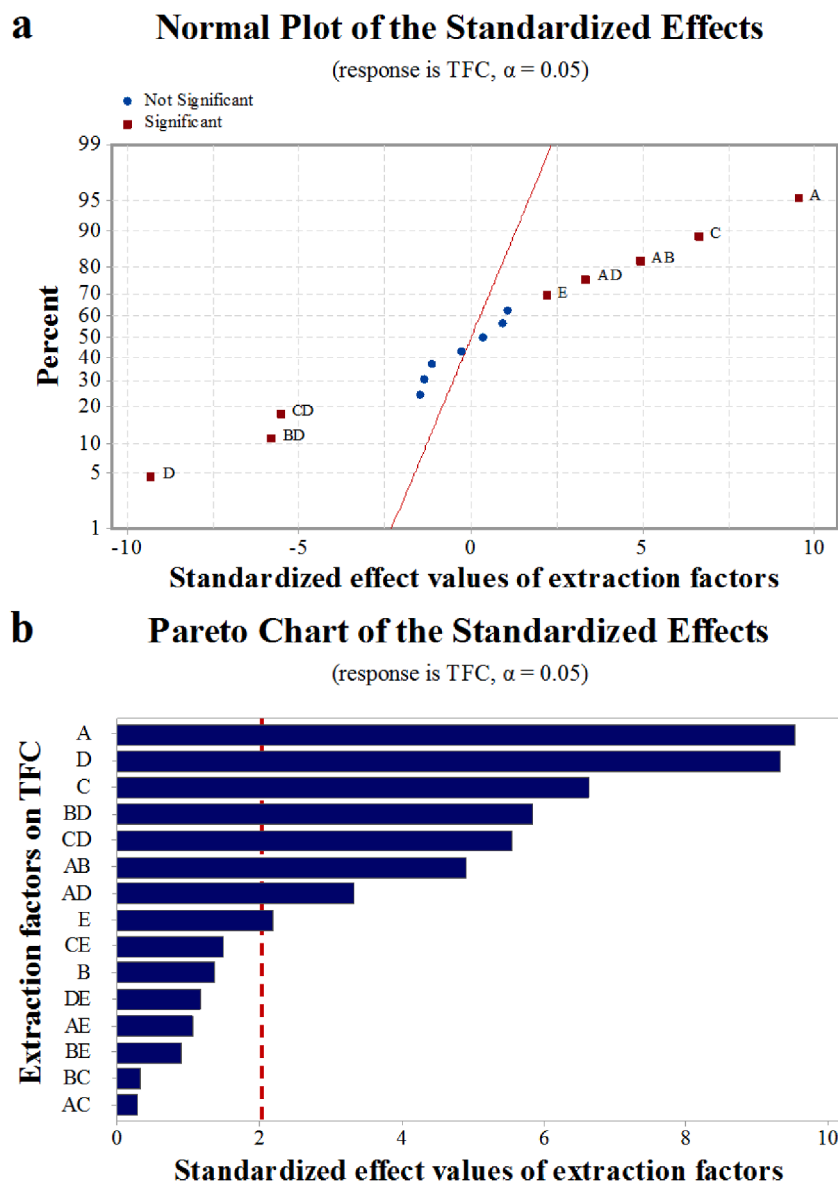 a
Normal Plot of the Standardized Effects
(response is TFC, α = 0.05)
Not Significant
Significant
99
95
90
80
70
60
50
40
30
20
10
5
1
Percent
A
C
AB
AD
E
CD
BD
D
-10
-5
0
5
10
Standardized effect values of extraction factors
b
Pareto Chart of the Standardized Effects
(response is TFC, α = 0.05)
Extraction factors on TFC
A
D
C
BD
CD
AB
AD
E
CE
B
DE
AE
BE
BC
AC
0
2
4
6
8
10
Standardized effect values of extraction factors